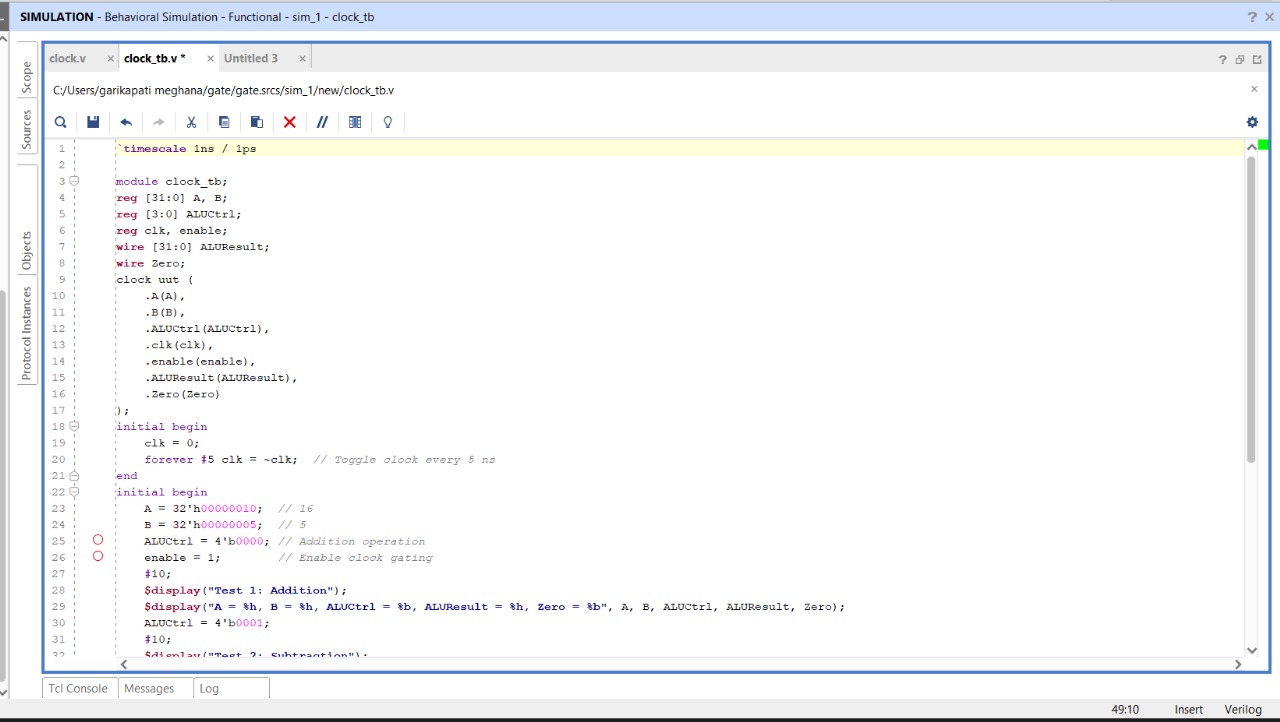 SIMULATION - Behavioral Simulation - Functional - sim_1 - clock_tb
clock.v
clock_tb.v *
Untitled 3
C:/Users/garikapati meghana/gate/gate.srcs/sim_1/new/clock_tb.v
Scope
Sources
Objects
Protocol Instances
1 `timescale 1ns / 1ps
2
3 module clock_tb;
4 reg [31:0] A, B;
5 reg [3:0] ALUCtrl;
6 reg clk, enable;
7 wire [31:0] ALUResult;
8 wire Zero;
9 clock uut (
10 .A(A),
11 .B(B),
12 .ALUCtrl(ALUCtrl),
13 .clk(clk),
14 .enable(enable),
15 .ALUResult(ALUResult),
16 .Zero(Zero)
17 );
18 initial begin
19 clk = 0;
20 forever #5 clk = ~clk; // Toggle clock every 5 ns
21 end
22 initial begin
23 A = 32'h00000010; // 16
24 B = 32'h00000005; // 5
25 ALUCtrl = 4'b0000; // Addition operation
26 enable = 1; // Enable clock gating
27 #10;
28 $display("Test 1: Addition");
29 $display("A = %h, B = %h, ALUCtrl = %b, ALUResult = %h, Zero = %b", A, B, ALUCtrl, ALUResult, Zero);
30 ALUCtrl = 4'b0001;
31 #10;
32 $display("Test 2: Subtraction");
Tcl Console
Messages
Log
49:10
Insert
Verilog